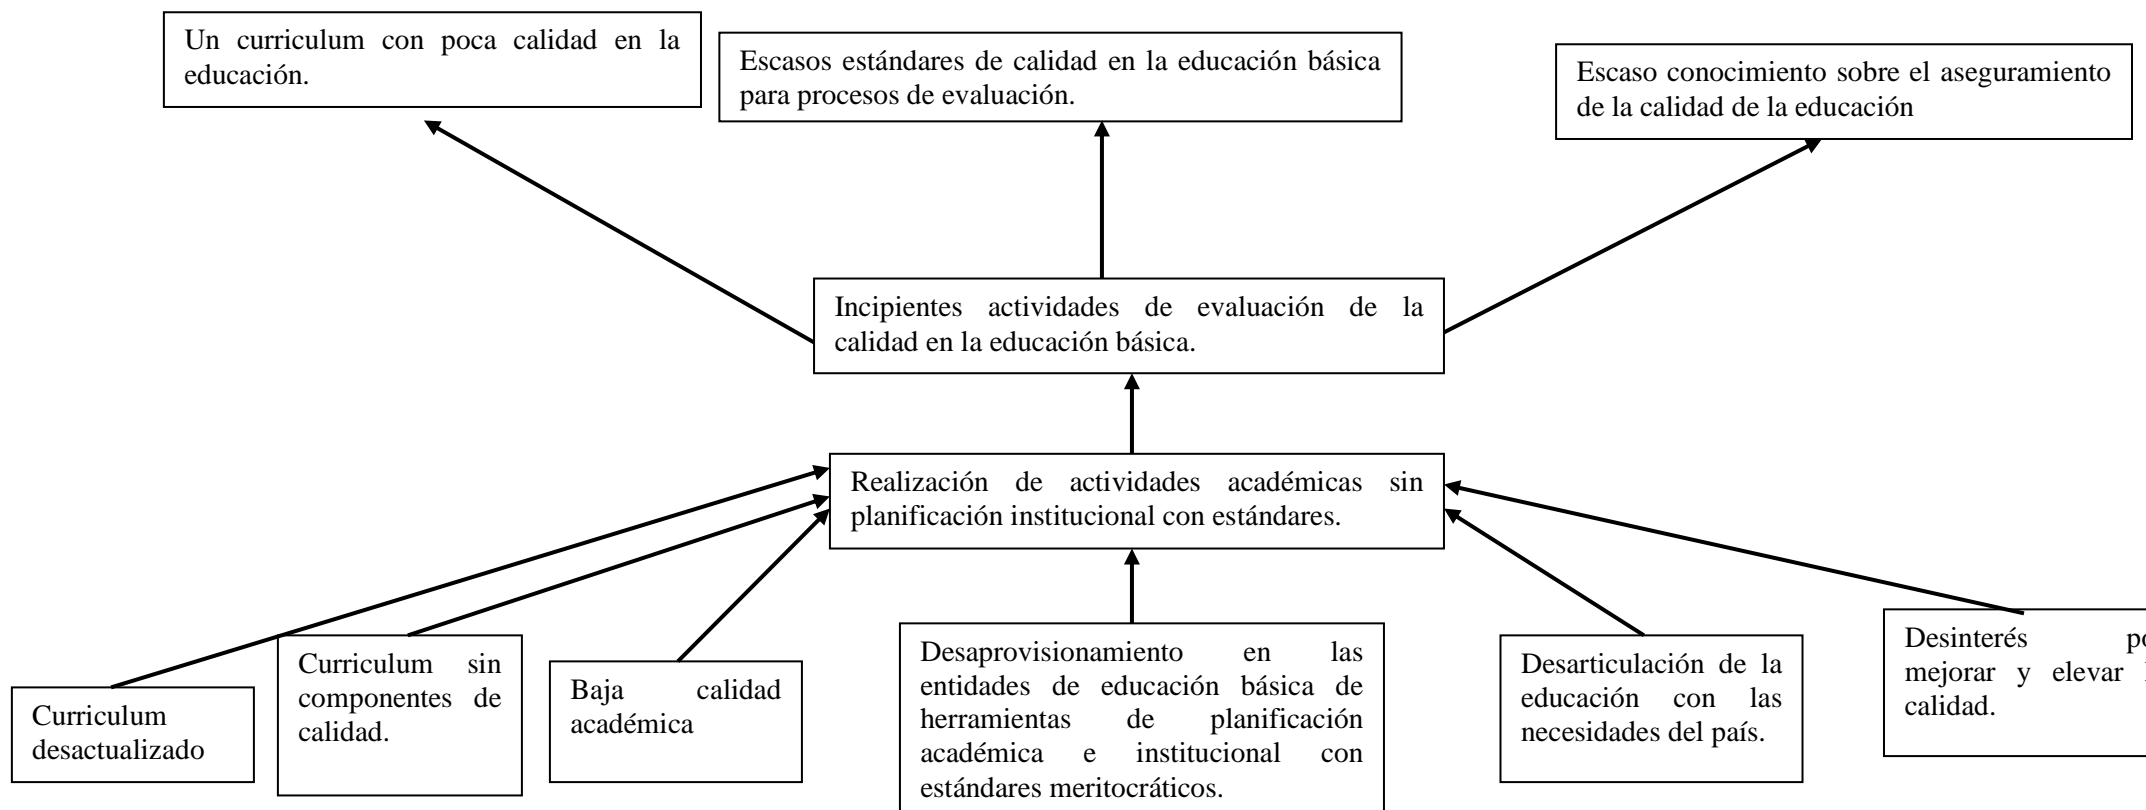 Un curriculum con poca calidad en la
educación.
Escasos estándares de calidad en la educación básica
para procesos de evaluación.
Escaso conocimiento sobre el aseguramiento
de la calidad de la educación
Incipientes actividades de evaluación de la
calidad en la educación básica.
Realización de actividades académicas sin
planificación institucional con estándares.
Curriculum
desactualizado
Curriculum sin
componentes de
calidad.
Baja calidad
académica
Desaprovisionamiento en las
entidades de educación básica de
herramientas de planificación
académica e institucional con
estándares meritocráticos.
Desarticulación de la
educación con las
necesidades del país.
Desinterés
mejorar y elevar
calidad.